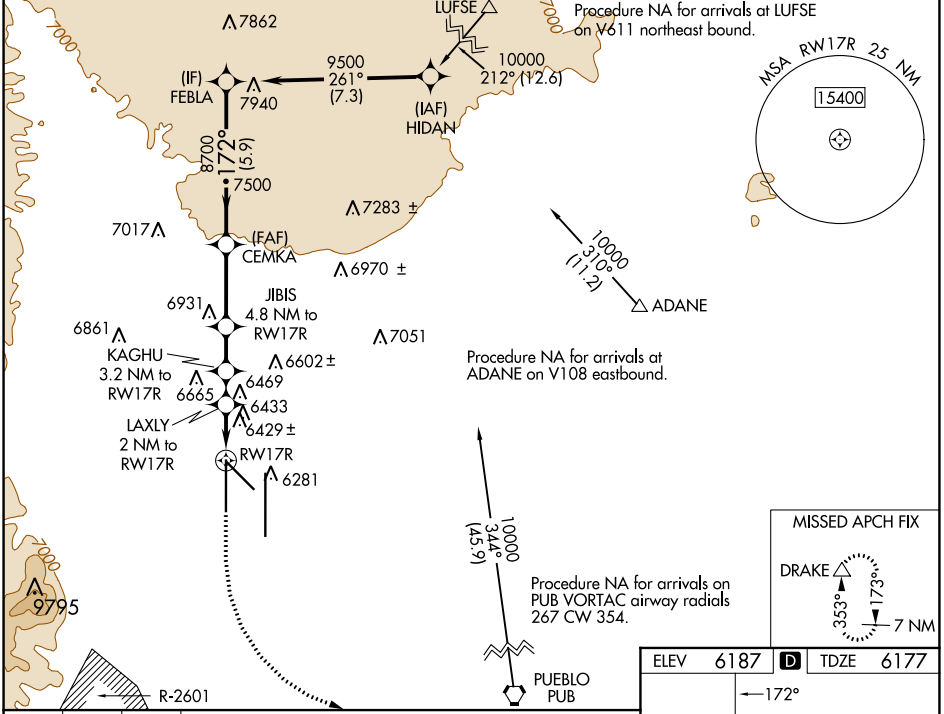 LUFSE
Procedure NA for arrivals at LUFSE
on V611 northeast bound.
7000
7862
7000
10000
212° (12.6)
9500
261°
(7.3)
(IF)
FEBLA
7940
(IAF)
HIDAN
MSA RW17R 25 NM
15400
8700
172°
(5.9)
7500
7283 ±
7017
(FAF)
CEMKA
6970 ±
10000
310°
(11.2)
ADANE
JIBIS
4.8 NM to
RW17R
6931
6861
7051
KAGHU
3.2 NM to
RW17R
6602 ±
Procedure NA for arrivals at
ADANE on V108 eastbound.
6665
6469
6433
6429 ±
LAXLY
2 NM to
RW17R
RW17R
6281
10000
344°
(45.9)
7000
9795
MISSED APCH FIX
DRAKE
353°
173°
7 NM
Procedure NA for arrivals on
PUB VORTAC airway radials
267 CW 354.
PUEBLO
PUB
R-2601
ELEV 6187 D TDZE 6177
172°